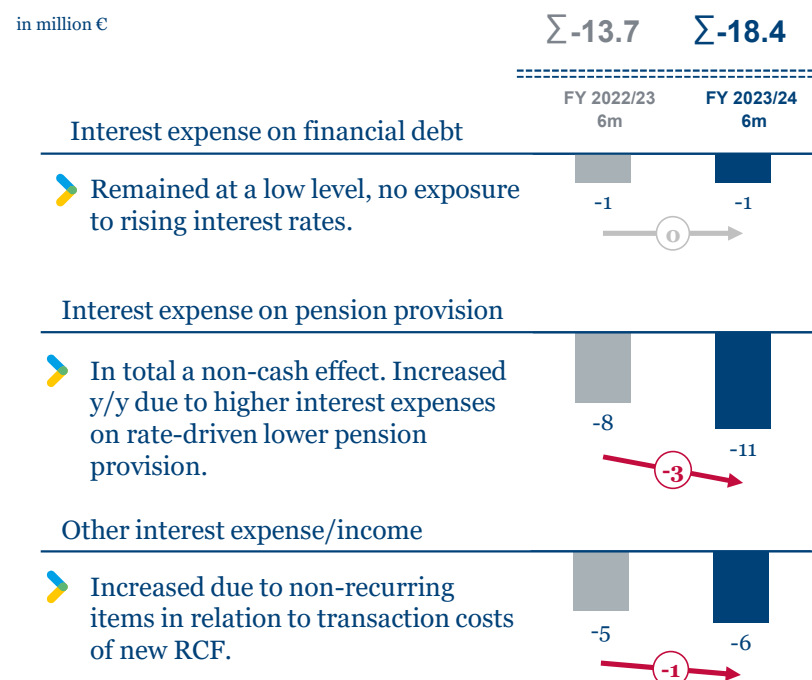 in million €
∑-13.7 ∑-18.4
FY 2022/23 FY 2023/24
6m 6m
Interest expense on financial debt
Remained at a low level, no exposure
to rising interest rates.
-1 -1
0
Interest expense on pension provision
In total a non-cash effect. Increased
y/y due to higher interest expenses
on rate-driven lower pension
provision.
-8
-11
-3
Other interest expense/income
Increased due to non-recurring
items in relation to transaction costs
of new RCF.
-5
-6
-1